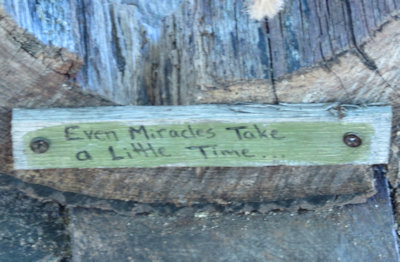 Even Miracles Take
a Little Time.